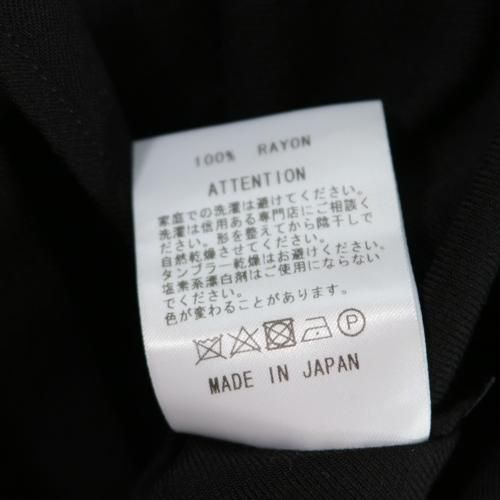 100% RAYON
ATTENTION
家庭での洗濯は避けてください。
洗濯は信用ある専門店にご相談く
ださい。形を整えてから陰干しで
自然乾燥させてください。
タンブラー乾燥はお避けください。
塩素系漂白剤はご使用にならない
でください。
色が変わることがあります。
P
MADE IN JAPAN